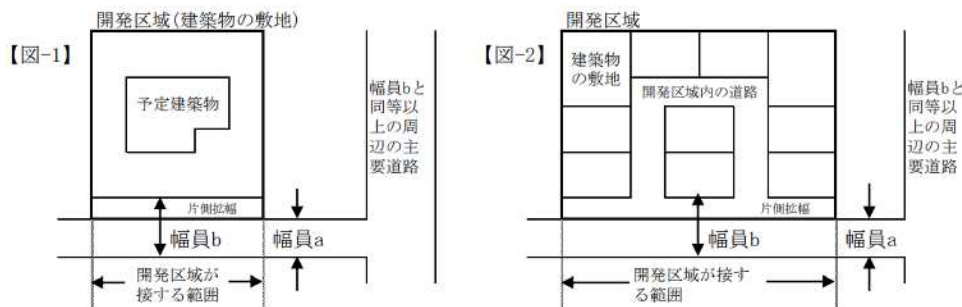 開発区域(建築物の敷地)
【図-1】
予定建築物
片側拡幅
幅員b
幅員a
開発区域が
接する範囲
幅員bと
同等以
上の周
辺の主
要道路
開発区域
【図-2】
建築物
の敷地
開発区域内の道路
片側拡幅
幅員b
幅員a
開発区域が接す
る範囲
幅員bと
同等以
上の周
辺の主
要道路